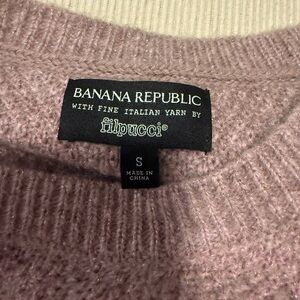 BANANA REPUBLIC
WITH FINE ITALIAN YARN BY
filpucci®
S
MADE IN
CHINA